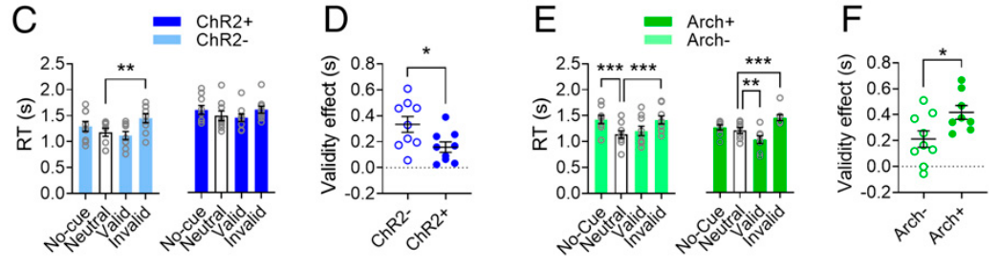 C
ChR2+
ChR2-
RT (s)
2.5
2.0
1.5
1.0
0.5
0.0
**
No-cue
Neutral
Valid
Invalid
No-cue
Neutral
Valid
Invalid
D
Validity effect (s)
0.8
0.6
0.4
0.2
0.0
-0.2
*
ChR2-
ChR2+
E
Arch+
Arch-
RT (s)
2.5
2.0
1.5
1.0
0.5
0.0
*** ***
***
**
No-Cue
Neutral
Valid
Invalid
No-Cue
Neutral
Valid
Invalid
F
Validity effect (s)
0.8
0.6
0.4
0.2
0.0
-0.2
*
Arch-
Arch+